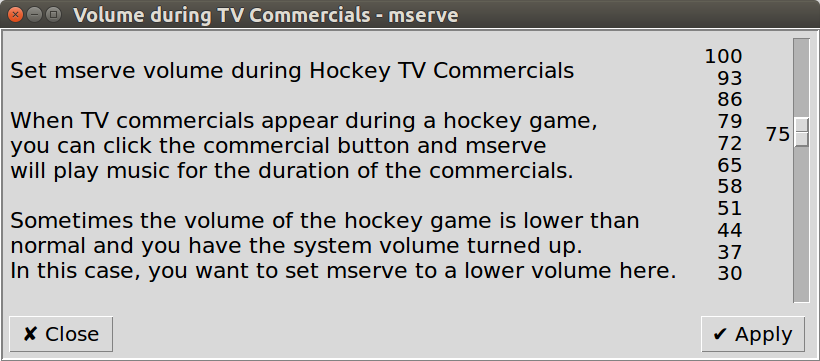 Volume during TV Commercials - mserve
Set mserve volume during Hockey TV Commercials
When TV commercials appear during a hockey game,
you can click the commercial button and mserve
will play music for the duration of the commercials.
Sometimes the volume of the hockey game is lower than
normal and you have the system volume turned up.
In this case, you want to set mserve to a lower volume here.
100
93
86
79
75
72
65
58
51
44
37
30
✘ Close
✔ Apply